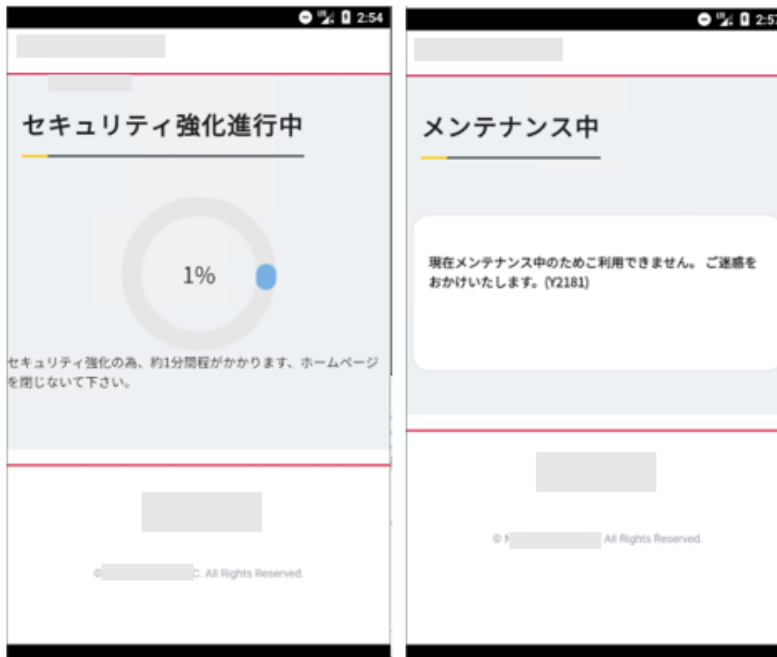 2:54
セキュリティ強化進行中
1%
セキュリティ強化の為、約1分間程がかかります、ホームページ
を閉じないて下さい。
C. All Rights Reserved.
2:57
メンテナンス中
現在メンテナンス中のためご利用できません。 ご迷惑を
おかけいたします。(Y2181)
© M
All Rights Reserved.